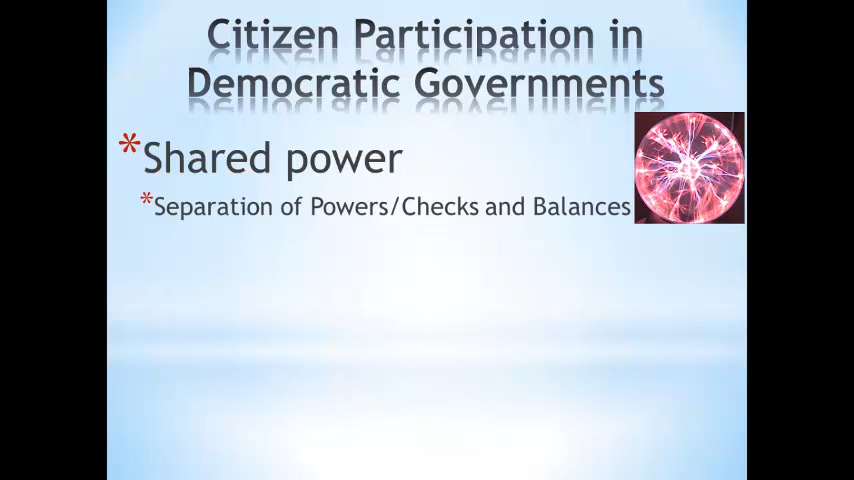 Citizen Participation in
Democratic Governments
*Shared power
*Separation of Powers/Checks and Balances